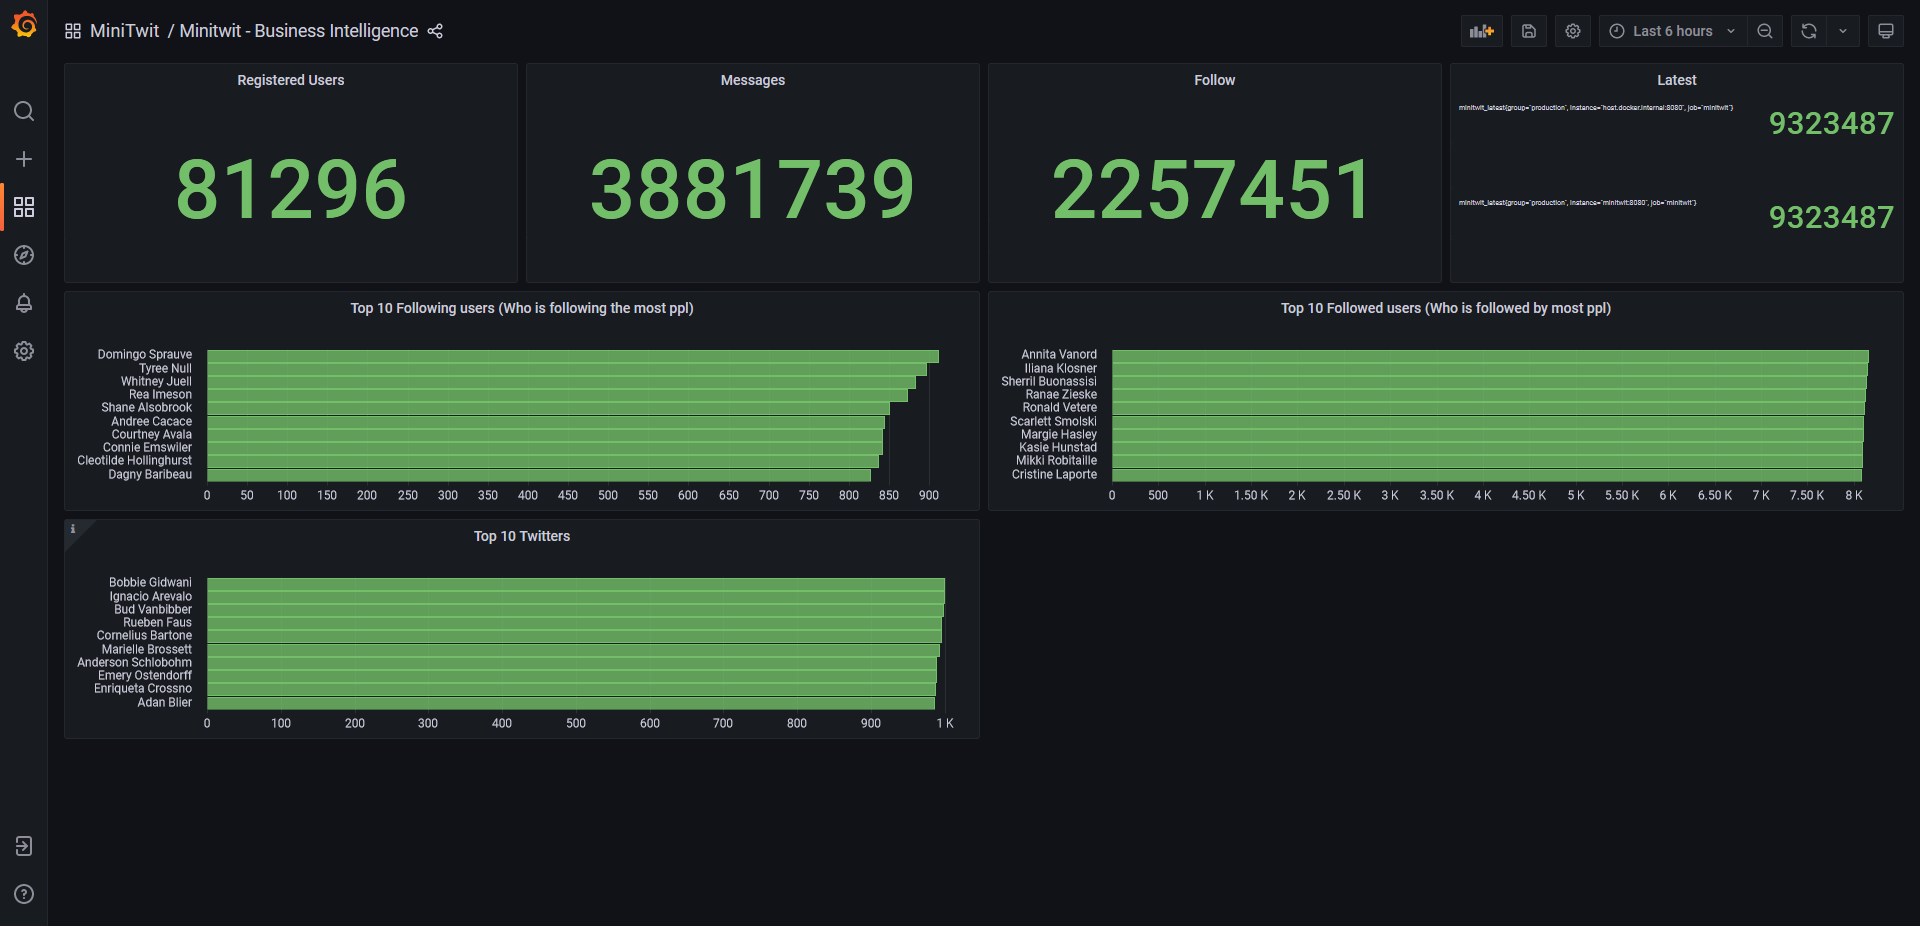 MiniTwit / Minitwit - Business Intelligence
Last 6 hours
Registered Users
81296
Messages
3881739
Follow
2257451
Latest
minitwit_latest{group="production", instance="host.docker.internal:8080", job="minitwit"}
9323487
minitwit_latest{group="production", instance="minitwit:8080", job="minitwit"}
9323487
Top 10 Following users (Who is following the most ppl)
Domingo Sprauve
Tyree Null
Whitney Juell
Rea Imeson
Shane Alsobrook
Andree Cacace
Courtney Avala
Connie Emswiler
Cleotilde Hollinghurst
Dagny Baribeau
0 50 100 150 200 250 300 350 400 450 500 550 600 650 700 750 800 850 900
Top 10 Followed users (Who is followed by most ppl)
Annita Vanord
Iliana Klosner
Sherril Buonassisi
Ranae Zieske
Ronald Vetere
Scarlett Smolski
Margie Hasley
Kasie Hunstad
Mikki Robitaille
Cristine Laporte
0 500 1 K 1.50 K 2 K 2.50 K 3 K 3.50 K 4 K 4.50 K 5 K 5.50 K 6 K 6.50 K 7 K 7.50 K 8 K
i
Top 10 Twitters
Bobbie Gidwani
Ignacio Arevalo
Bud Vanbibber
Rueben Faus
Cornelius Bartone
Marielle Brossett
Anderson Schlobohm
Emery Ostendorff
Enriqueta Crossno
Adan Blier
0 100 200 300 400 500 600 700 800 900 1 K